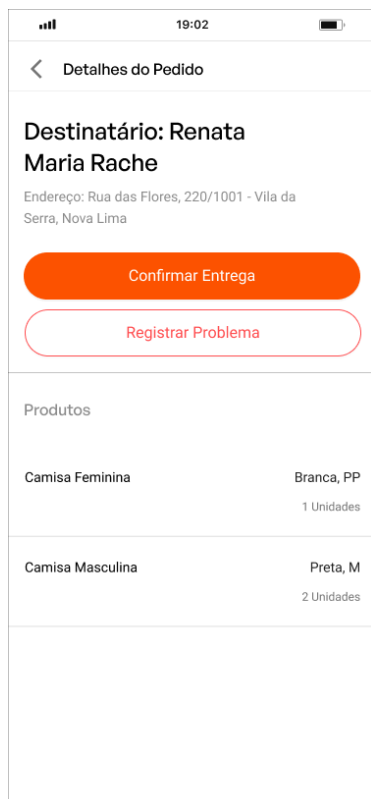 19:02
Detalhes do Pedido
Destinatário: Renata
Maria Rache
Endereço: Rua das Flores, 220/1001 - Vila da
Serra, Nova Lima
Confirmar Entrega
Registrar Problema
Produtos
Camisa Feminina
Branca, PP
1 Unidades
Camisa Masculina
Preta, M
2 Unidades